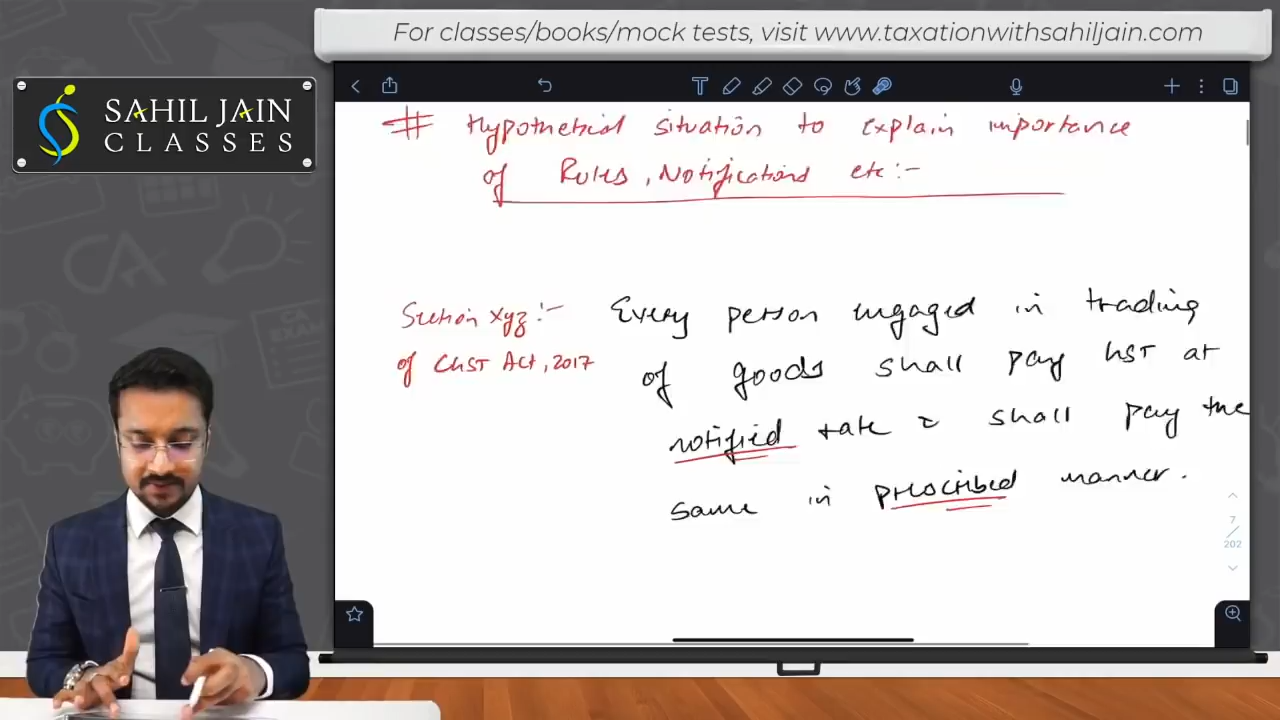 For classes/books/mock tests, visit www.taxationwithsahiljain.com
SAHIL JAIN
CLASSES
# Hypothetical situation to explain importance
of Rules, Notifications etc:-
Section xyz:- Every person engaged in trading
of CGST Act, 2017 of goods shall pay GST at
notified rate & shall pay the
same in prescribed manner.
7
202